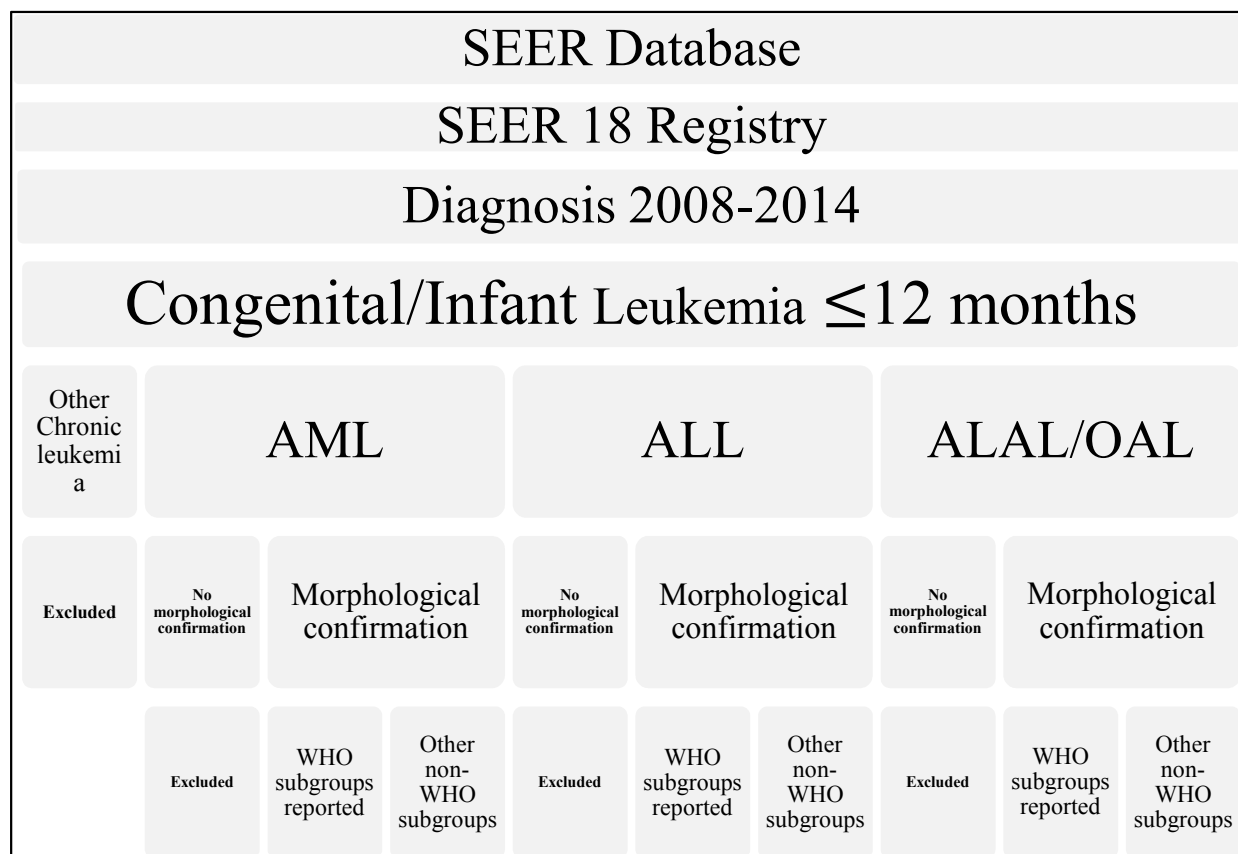 SEER Database
SEER 18 Registry
Diagnosis 2008-2014
Congenital/Infant Leukemia ≤12 months
Other
Chronic
leukemi
a
AML
ALL
ALAL/OAL
Excluded
No
morphological
confirmation
Morphological
confirmation
No
morphological
confirmation
Morphological
confirmation
No
morphological
confirmation
Morphological
confirmation
Excluded
WHO
subgroups
reported
Other
non-
WHO
subgroups
Excluded
WHO
subgroups
reported
Other
non-
WHO
subgroups
Excluded
WHO
subgroups
reported
Other
non-
WHO
subgroups